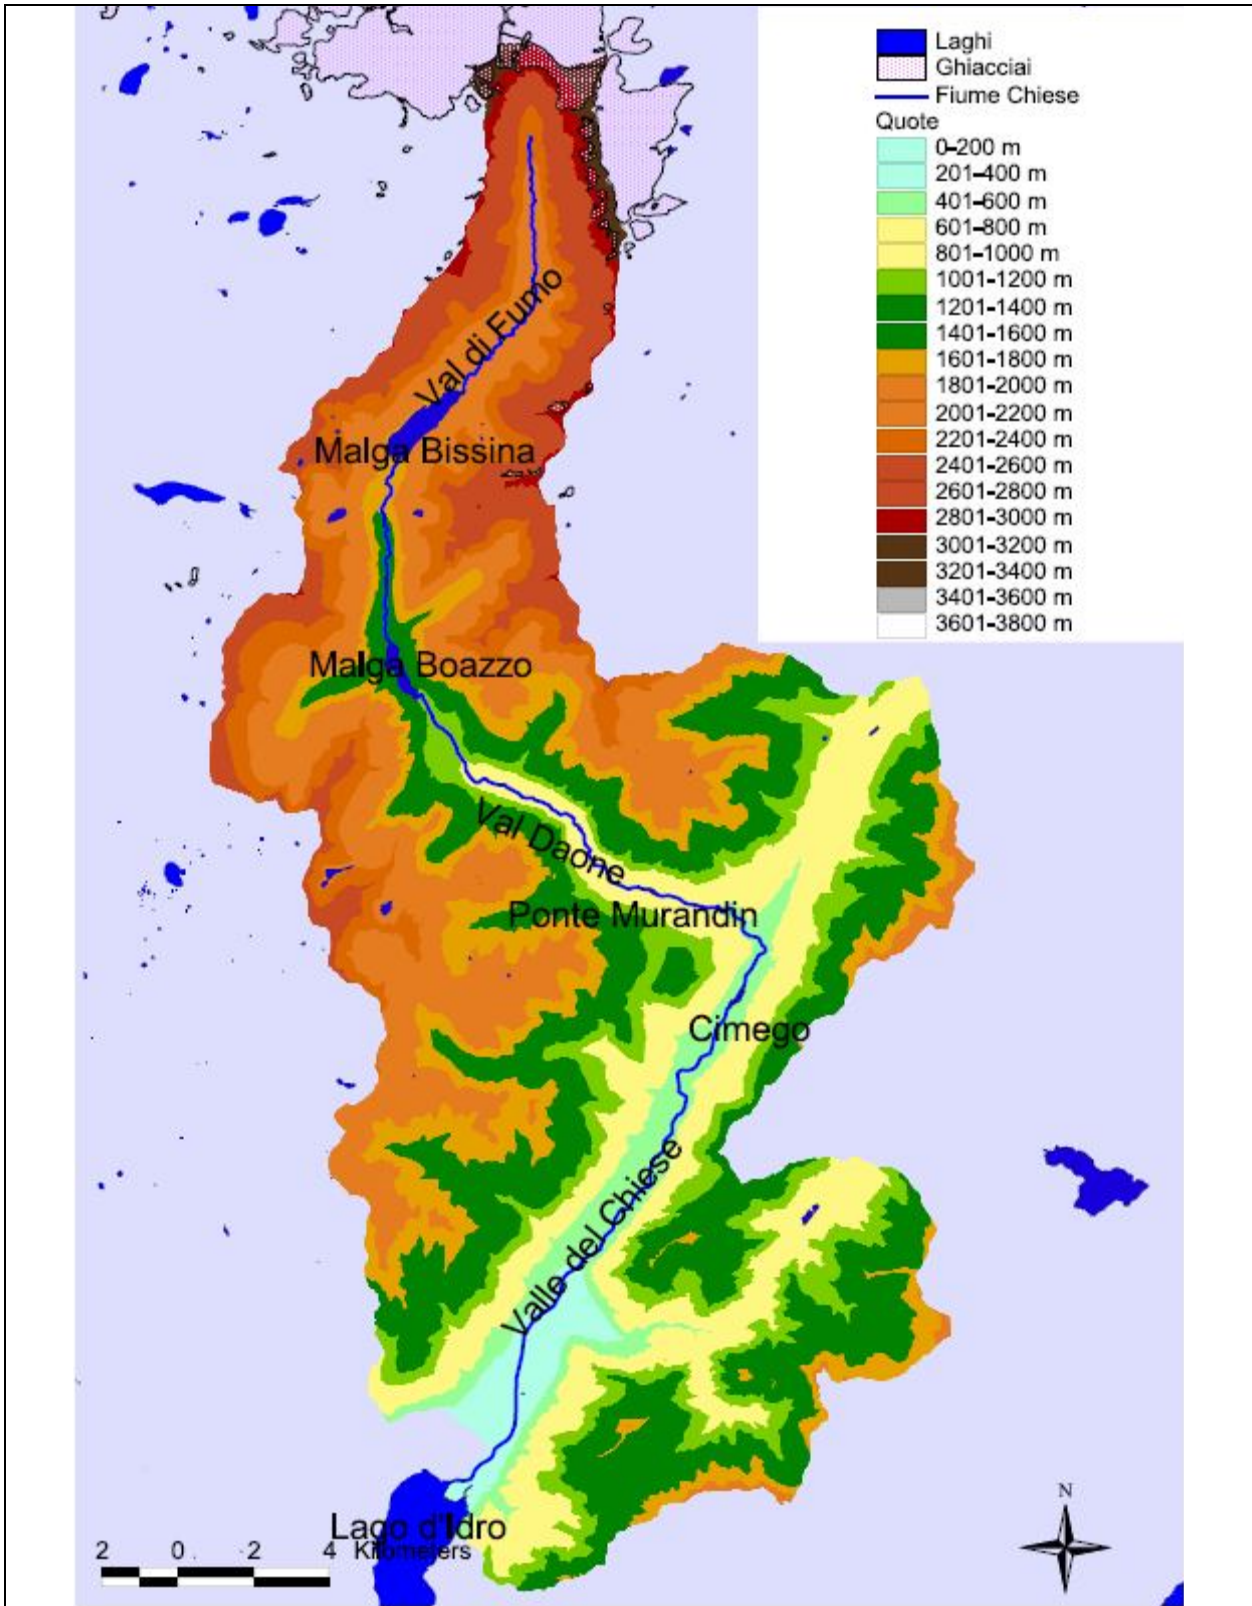 Laghi
Ghiacciai
Fiume Chiese
Quote
0-200 m
201-400 m
401-600 m
601-800 m
801-1000 m
1001-1200 m
1201-1400 m
1401-1600 m
1601-1800 m
1801-2000 m
2001-2200 m
2201-2400 m
2401-2600 m
2601-2800 m
2801-3000 m
3001-3200 m
3201-3400 m
3401-3600 m
3601-3800 m
Val di Fumo
Malga Bissina
Malga Boazzo
Val Daone
Ponte Murandin
Cimego
Valle del Chiese
Lago d'Idro
2 0 2 4 Kilometers
N